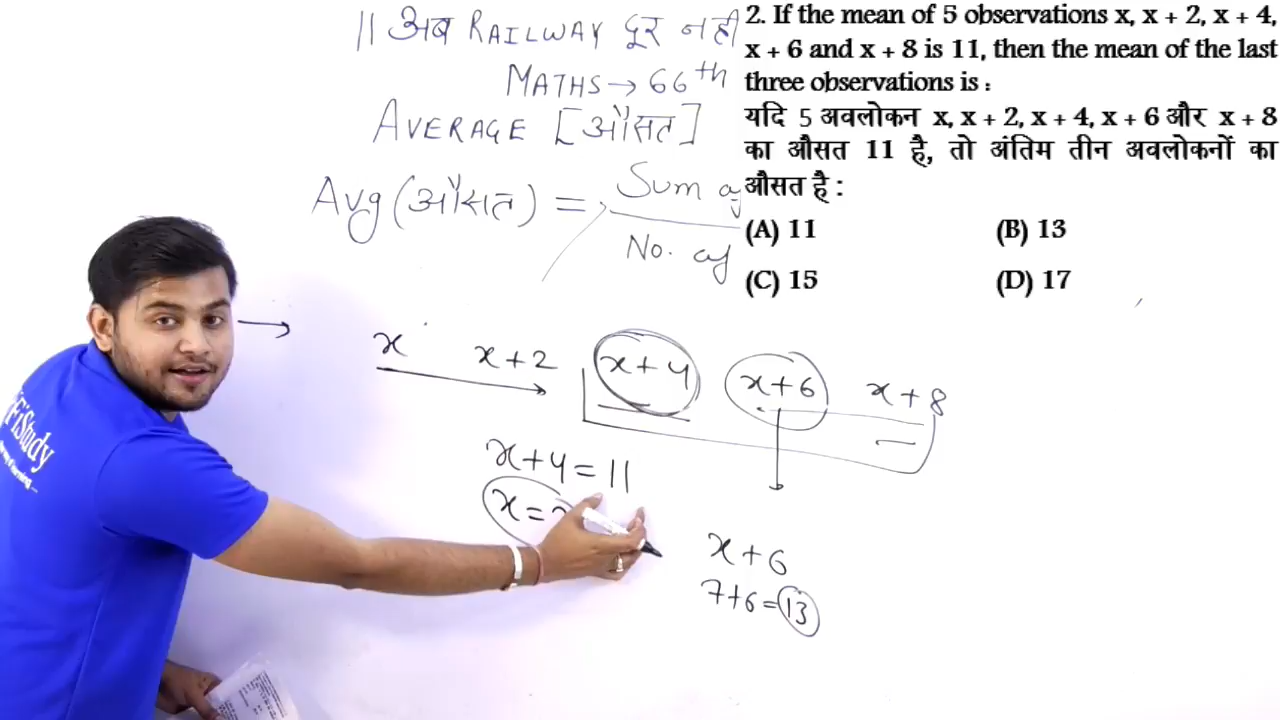 || अब RAILWAY दूर नही
MATHS → 66th
AVERAGE [औसत]
Avg (औसत) = Sum of
No. of
2. If the mean of 5 observations x, x + 2, x + 4,
x + 6 and x + 8 is 11, then the mean of the last
three observations is :
यदि 5 अवलोकन x, x + 2, x + 4, x + 6 और x + 8
का औसत 11 है, तो अंतिम तीन अवलोकनों का
औसत है :
(A) 11 (B) 13
(C) 15 (D) 17
→ x x+2 x+4 x+6 x+8
x+4=11
x=
x+6
7+6=13
FiStudy